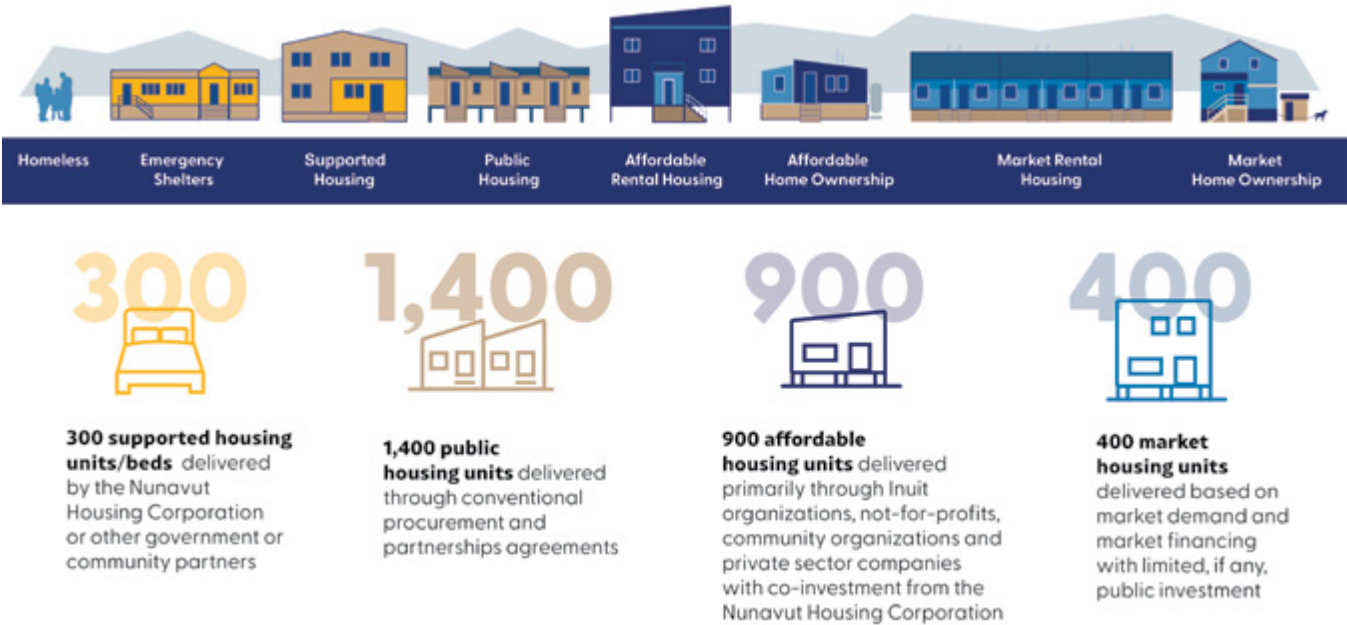 Homeless
Emergency
Shelters
Supported
Housing
Public
Housing
Affordable
Rental Housing
Affordable
Home Ownership
Market Rental
Housing
Market
Home Ownership
300
1,400
900
400
300 supported housing
units/beds delivered
by the Nunavut
Housing Corporation
or other government or
community partners
1,400 public
housing units delivered
through conventional
procurement and
partnerships agreements
900 affordable
housing units delivered
primarily through Inuit
organizations, not-for-profits,
community organizations and
private sector companies
with co-investment from the
Nunavut Housing Corporation
400 market
housing units
delivered based on
market demand and
market financing
with limited, if any,
public investment